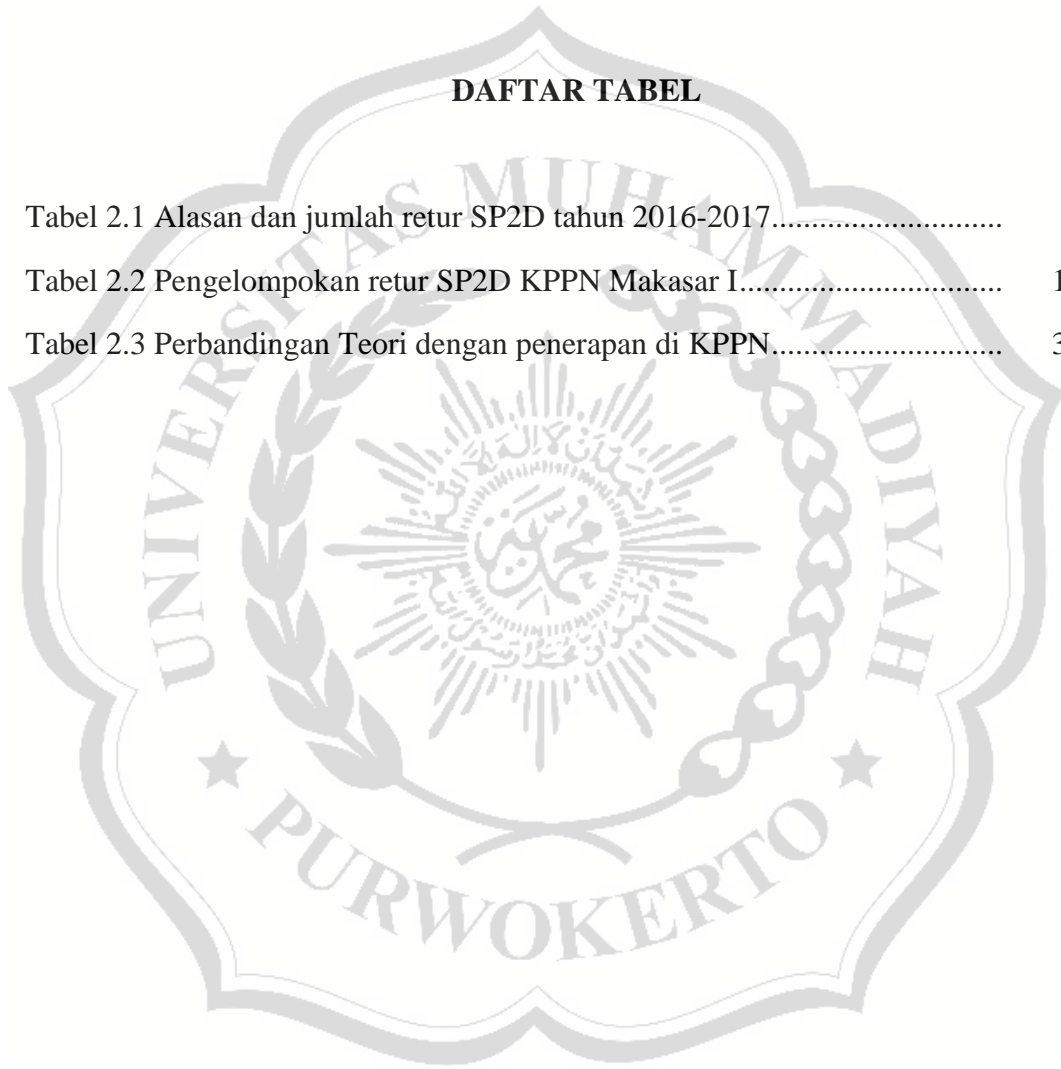 DAFTAR TABEL
Tabel 2.1 Alasan dan jumlah retur SP2D tahun 2016-2017..........................
Tabel 2.2 Pengelompokan retur SP2D KPPN Makasar I.............................. 1
Tabel 2.3 Perbandingan Teori dengan penerapan di KPPN.......................... 3
UNIVERSITAS MUHAMMADIYAH
PURWOKERTO